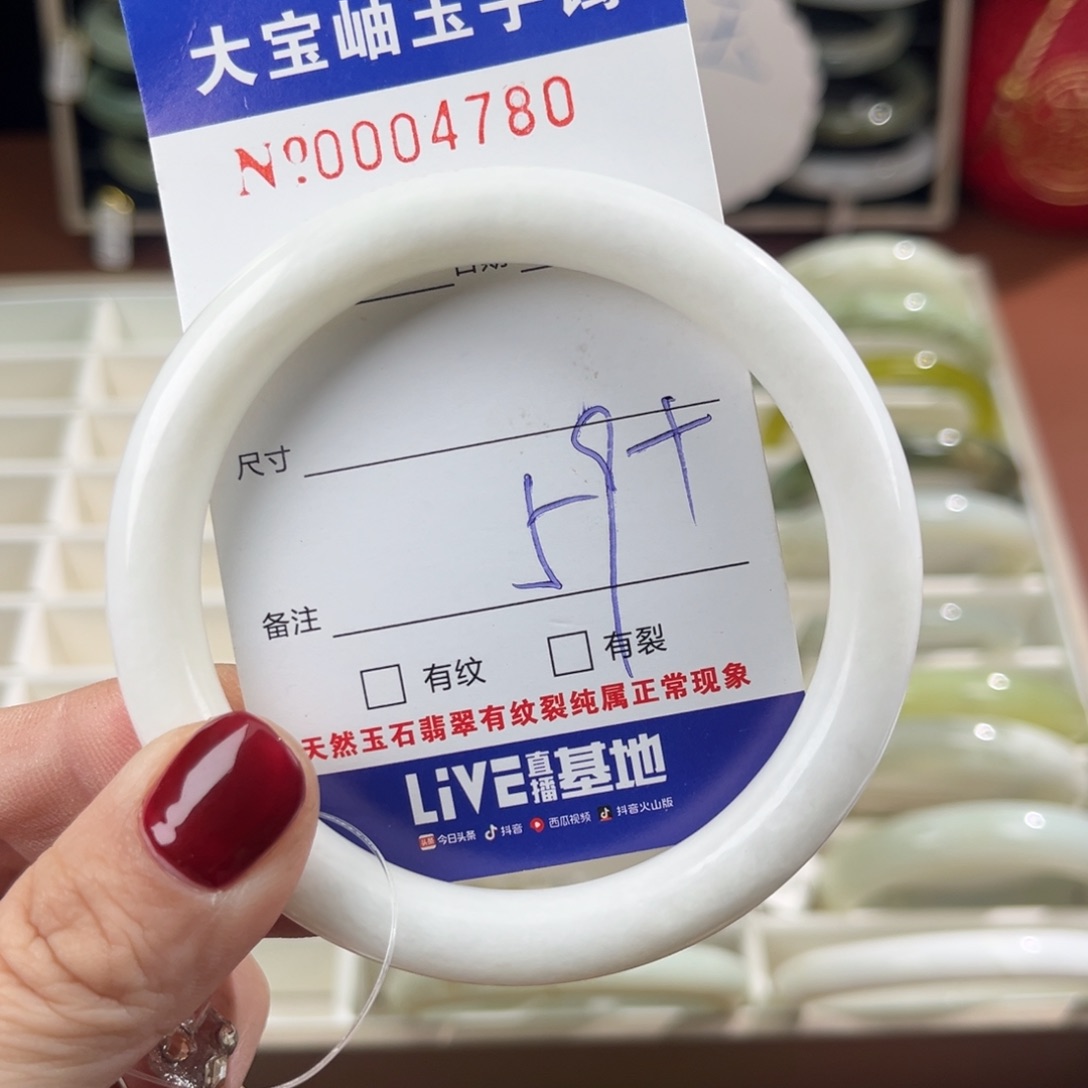 大宝岫玉手镯
№0004780
日期
尺寸
59+
备注
有纹 有裂
天然玉石翡翠有纹裂纯属正常现象
LiVE直播基地
头条 今日头条 抖音 西瓜视频 抖音火山版